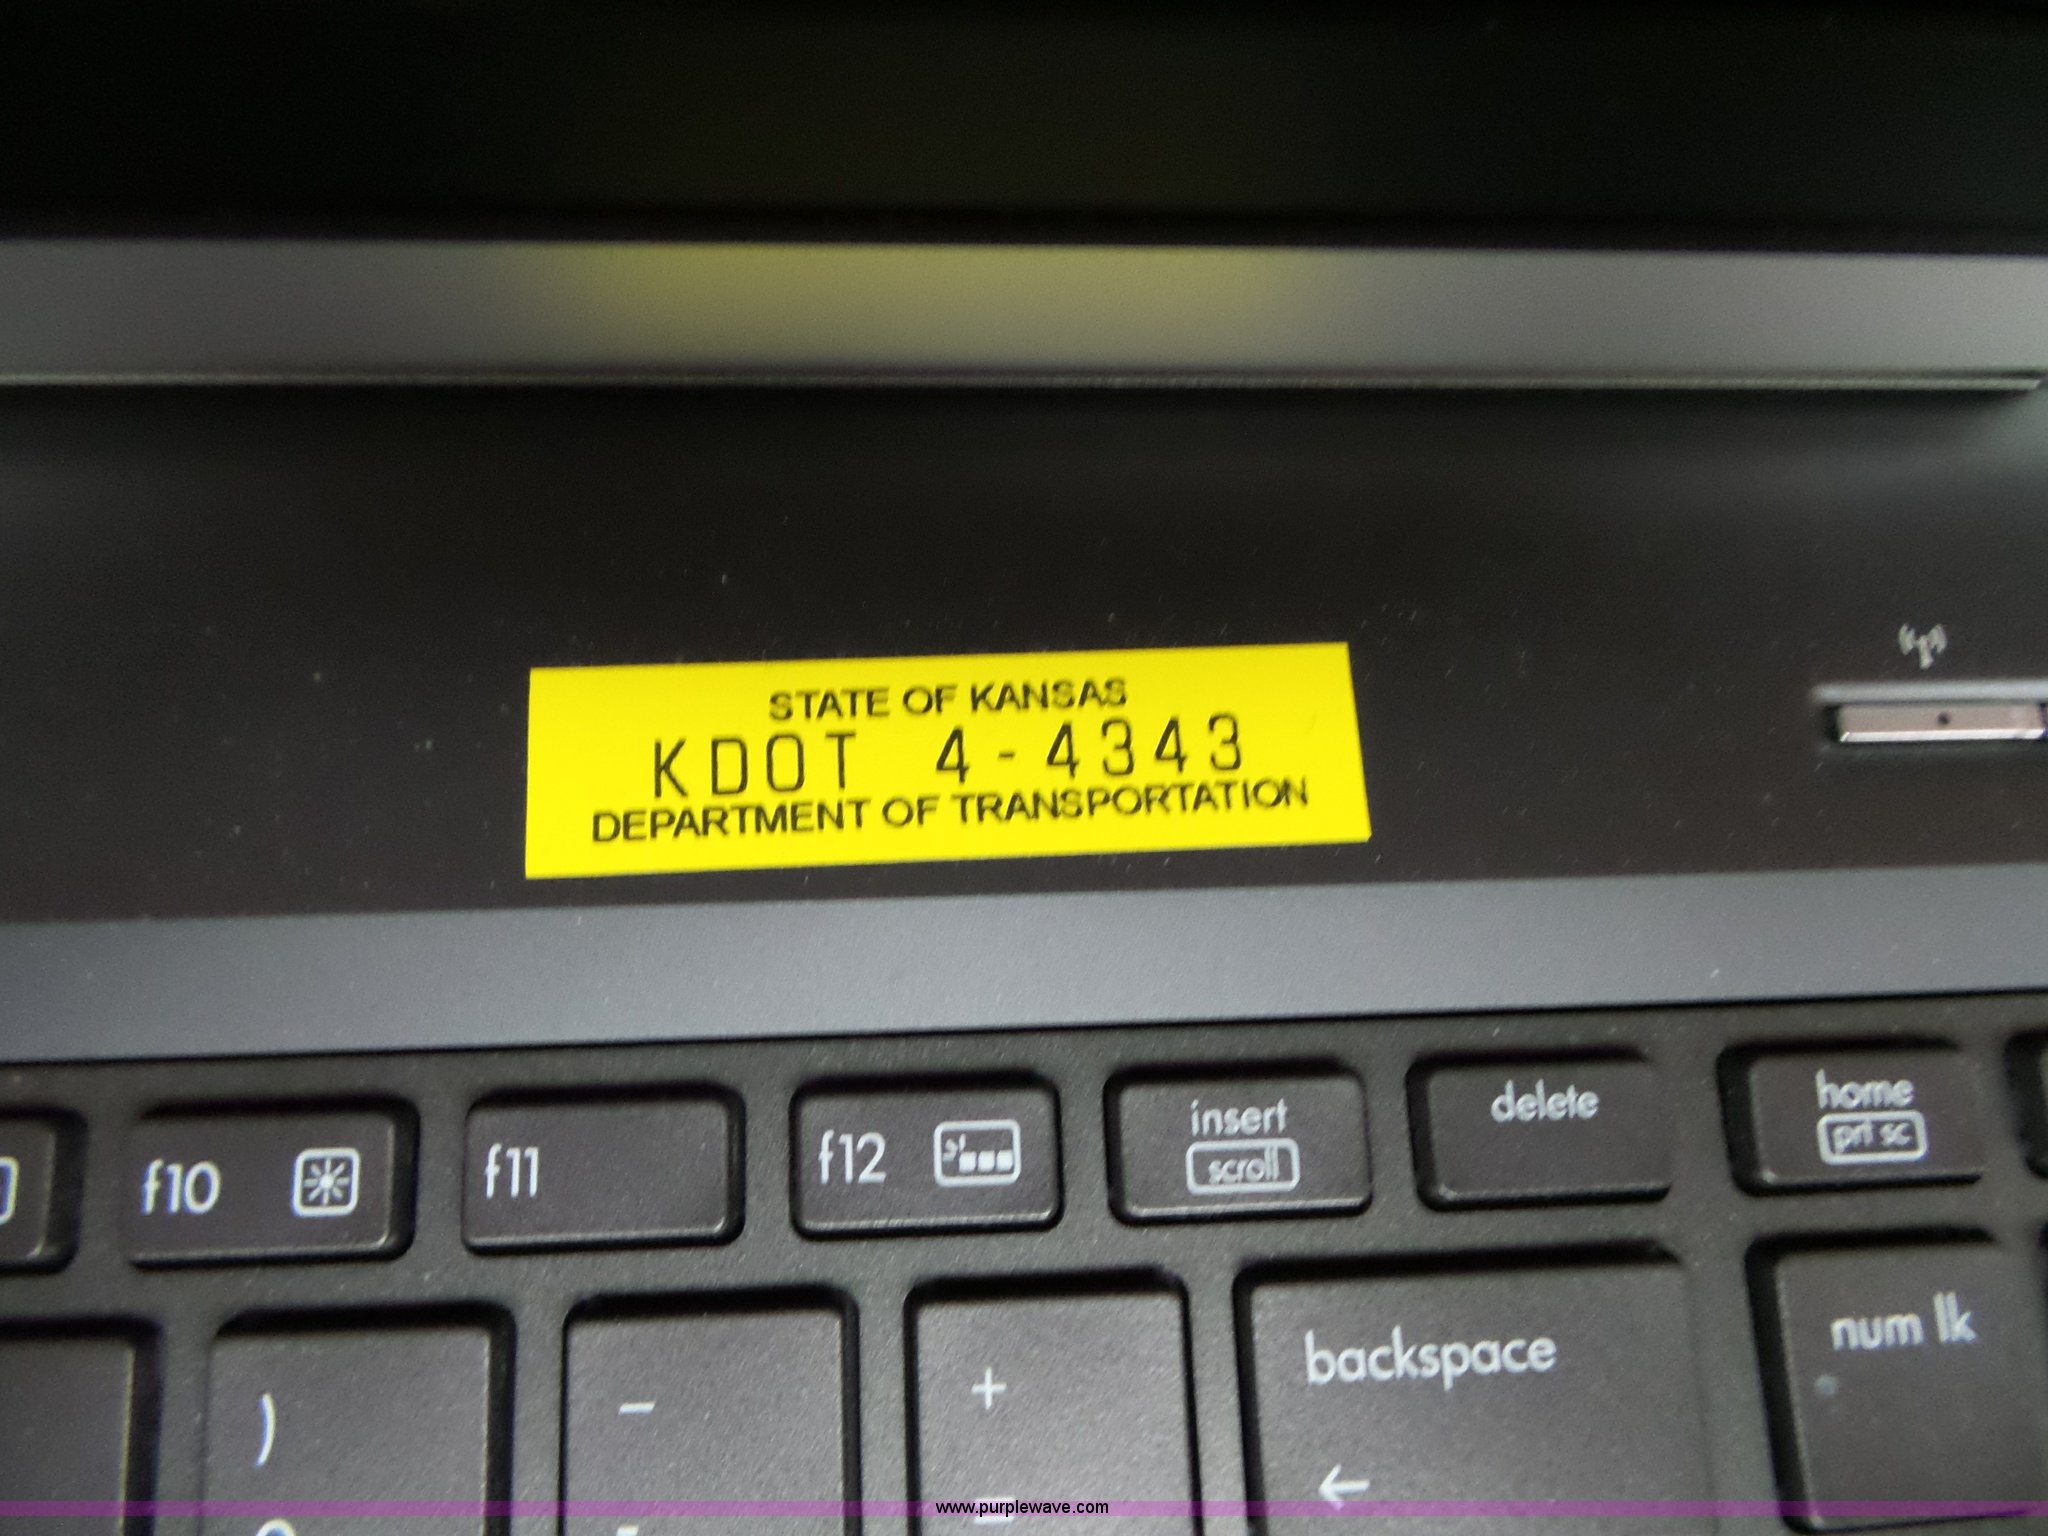 STATE OF KANSAS
KDOT 4-4343
DEPARTMENT OF TRANSPORTATION
f10
f11
f12
insert
scroll
delete
home
prt sc
)
–
+
=
backspace
←
num lk
www.purplewave.com